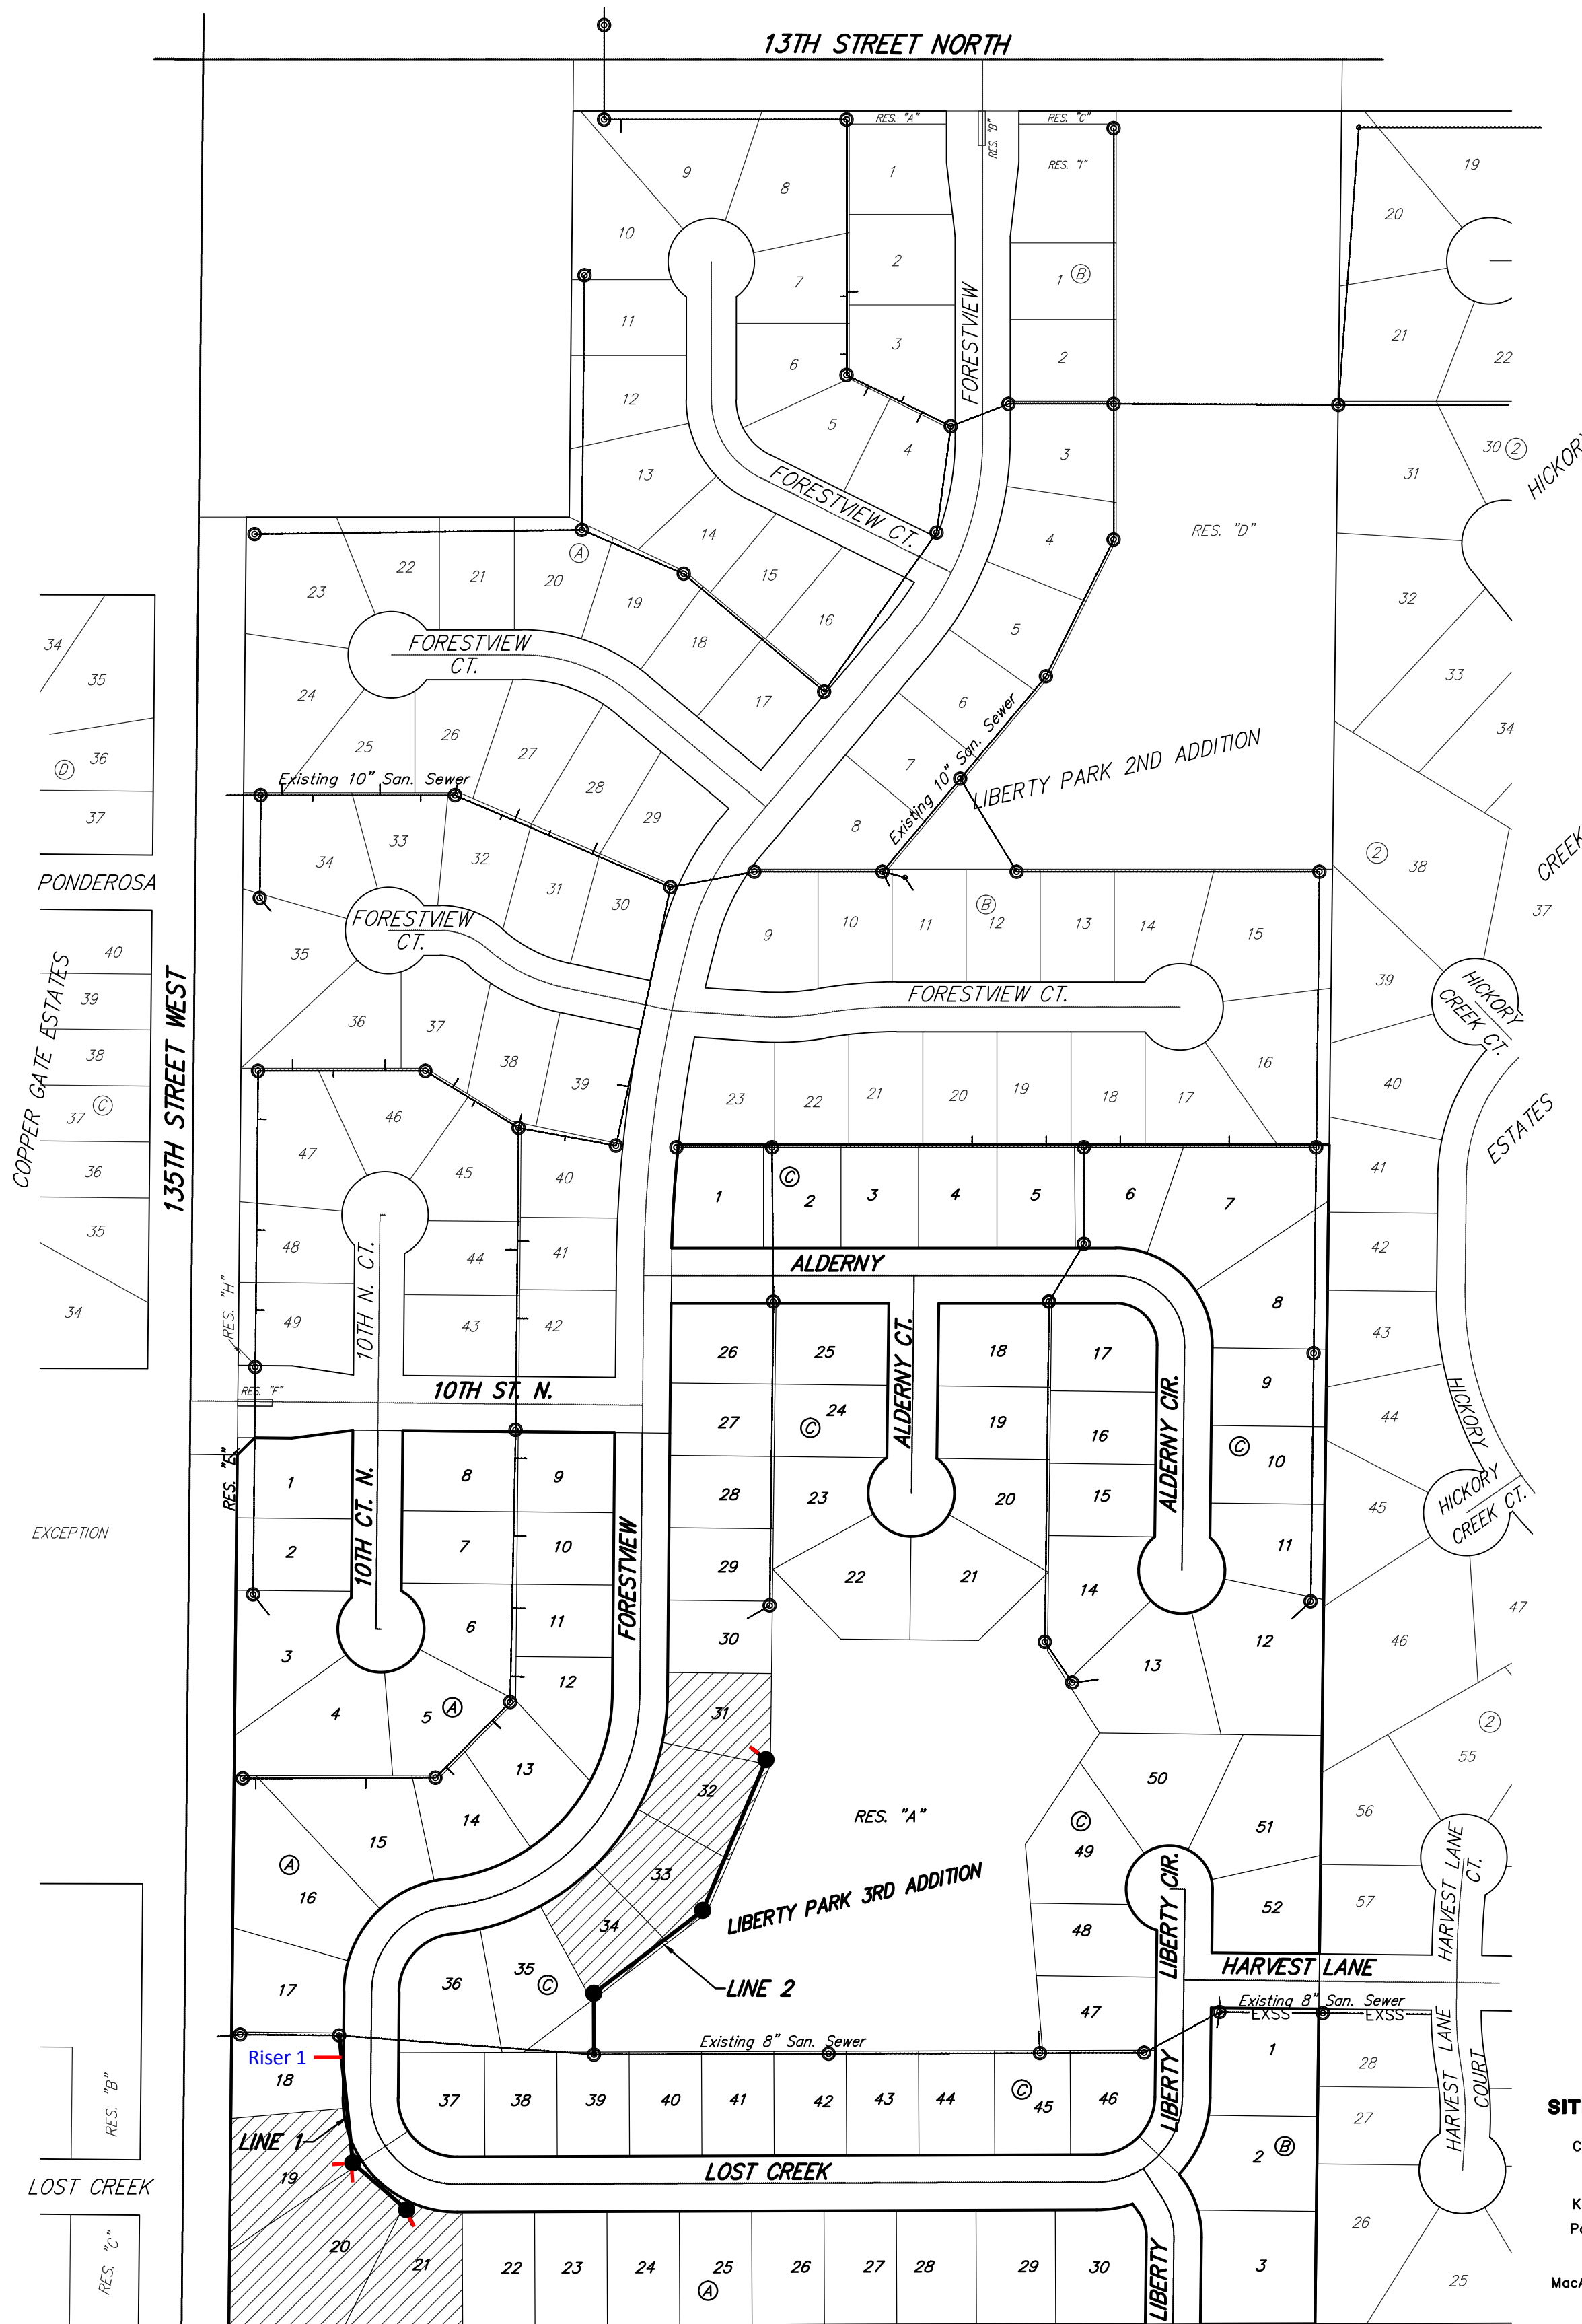 13TH STREET NORTH
RES. "A"
RES. "B"
RES. "C"
RES. "I"
9
8
1
19
20
10
2
7
1
B
11
FORESTVIEW
3
2
21
22
6
12
5
4
3
30
2
31
13
HICKORY
FORESTVIEW CT.
14
4
RES. "D"
A
22
21
20
15
23
19
16
32
5
34
FORESTVIEW
CT.
18
35
24
17
6
33
26
25
27
7
Existing 10" San. Sewer
34
LIBERTY PARK 2ND ADDITION
D
36
Existing 10" San. Sewer
28
37
29
8
33
34
32
2
38
CREEK
PONDEROSA
31
30
B
37
FORESTVIEW
CT.
9
10
11
12
13
14
15
40
35
39
HICKORY
CREEK CT.
39
FORESTVIEW CT.
COPPER GATE ESTATES
135TH STREET WEST
36
37
38
38
39
16
40
23
22
21
20
19
18
17
37
C
46
ESTATES
47
45
40
36
41
C
1
2
3
4
5
6
7
35
48
44
41
42
ALDERNY
10TH N. CT.
RES. "H"
34
49
43
42
8
43
26
25
18
17
RES. "F"
10TH ST. N.
ALDERNY CT.
ALDERNY CIR.
9
HICKORY
27
24
C
19
16
44
C
10
RES. "E"
1
8
9
10TH CT. N.
28
23
20
15
45
HICKORY
CREEK CT.
EXCEPTION
2
7
10
FORESTVIEW
11
29
22
21
14
6
11
47
3
30
12
46
13
12
4
5
A
31
2
55
13
50
32
14
RES. "A"
56
C
51
15
49
A
16
33
LIBERTY PARK 3RD ADDITION
57
HARVEST LANE
CT.
52
34
48
LIBERTY CIR.
35
C
36
17
LINE 2
HARVEST LANE
47
Existing 8" San. Sewer
EXSS
EXSS
Existing 8" San. Sewer
Riser 1
1
28
18
RES. "B"
HARVEST LANE
COURT
37
38
39
40
41
42
43
44
C
45
46
LIBERTY
SIT
27
LINE 1
2
B
C
19
LOST CREEK
LOST CREEK
K
26
20
P
21
22
23
24
25
26
27
28
29
30
3
RES. "C"
A
LIBERTY
25
MacA